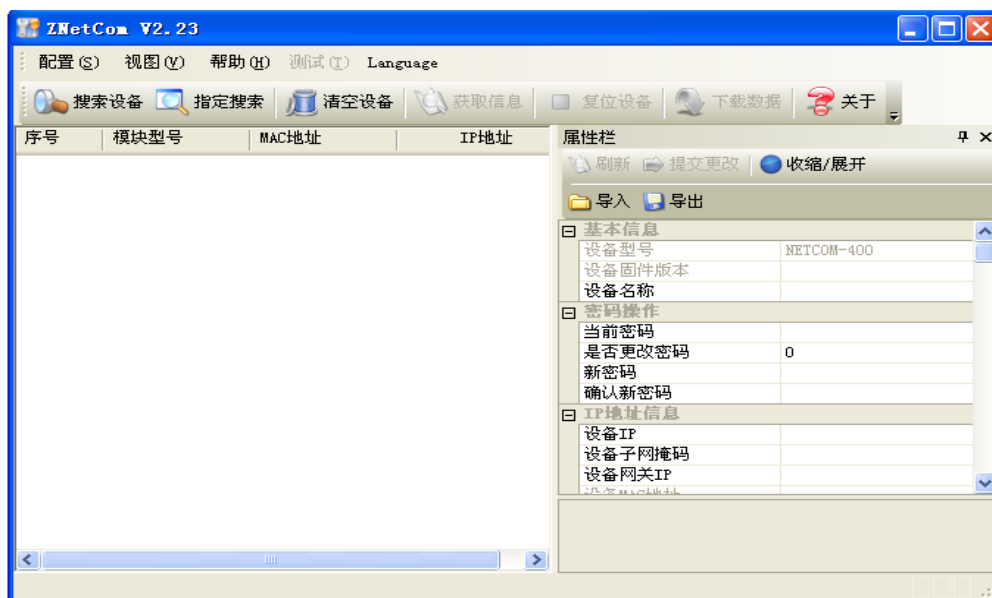 ZNetCom V2.23
配置(S) 视图(V) 帮助(H) 测试(T) Language
搜索设备 指定搜索 清空设备 获取信息 复位设备 下载数据 关于
序号 模块型号 MAC地址 IP地址
属性栏
刷新 提交更改 收缩/展开
导入 导出
基本信息
设备型号 NETCOM-400
设备固件版本
设备名称
密码操作
当前密码
是否更改密码 0
新密码
确认新密码
IP地址信息
设备IP
设备子网掩码
设备网关IP
设备MAC地址